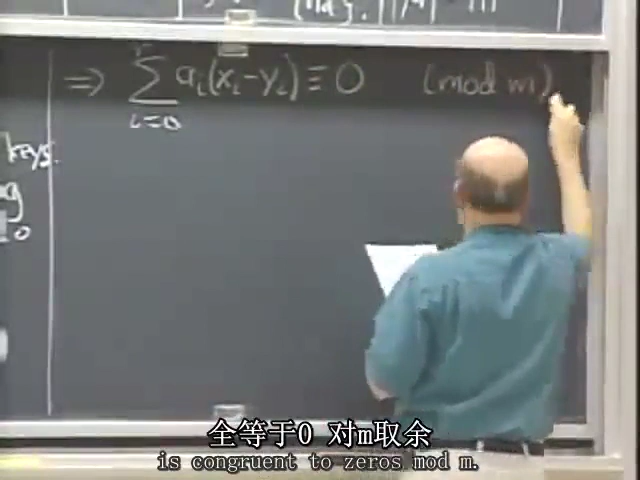 ⇒ r∑i=0 aᵢ(xᵢ-yᵢ) ≡ 0 (mod m)
keys.
全等于0 对m取余
is congruent to zeros mod m.